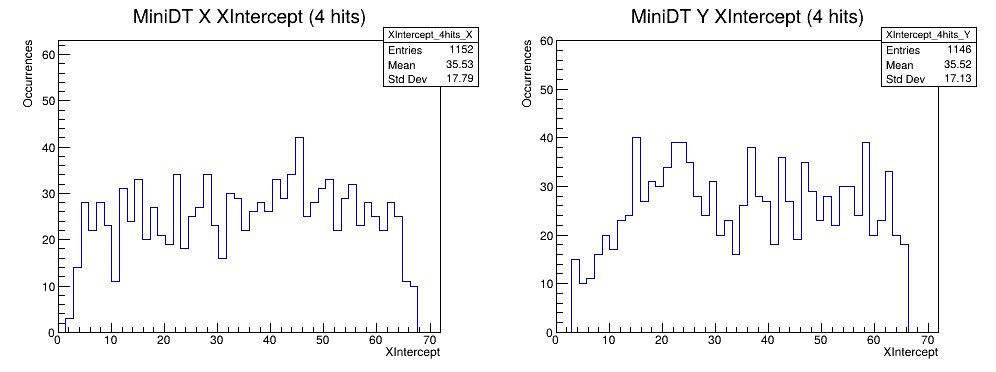 MiniDT X XIntercept (4 hits)
XIntercept_4hits_X
Entries 1152
Mean 35.53
Std Dev 17.79
Occurrences
60
50
40
30
20
10
0
0 10 20 30 40 50 60 70
XIntercept
MiniDT Y XIntercept (4 hits)
XIntercept_4hits_Y
Entries 1146
Mean 35.52
Std Dev 17.13
Occurrences
60
50
40
30
20
10
0
0 10 20 30 40 50 60 70
XIntercept